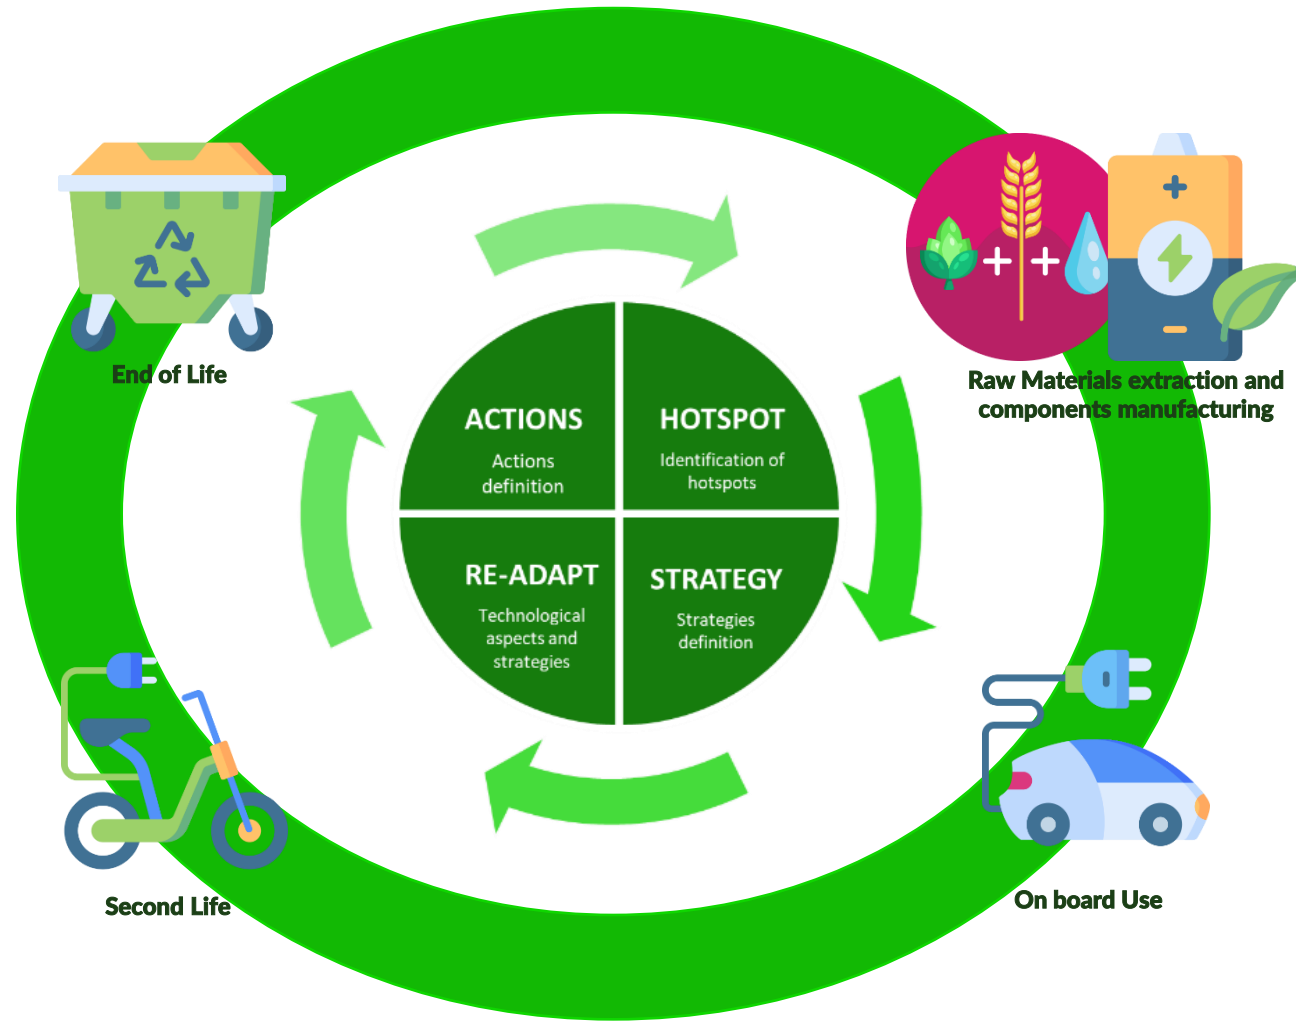 End of Life
Raw Materials extraction and
components manufacturing
ACTIONS
Actions
definition
HOTSPOT
Identification of
hotspots
RE-ADAPT
Technological
aspects and
strategies
STRATEGY
Strategies
definition
Second Life
On board Use